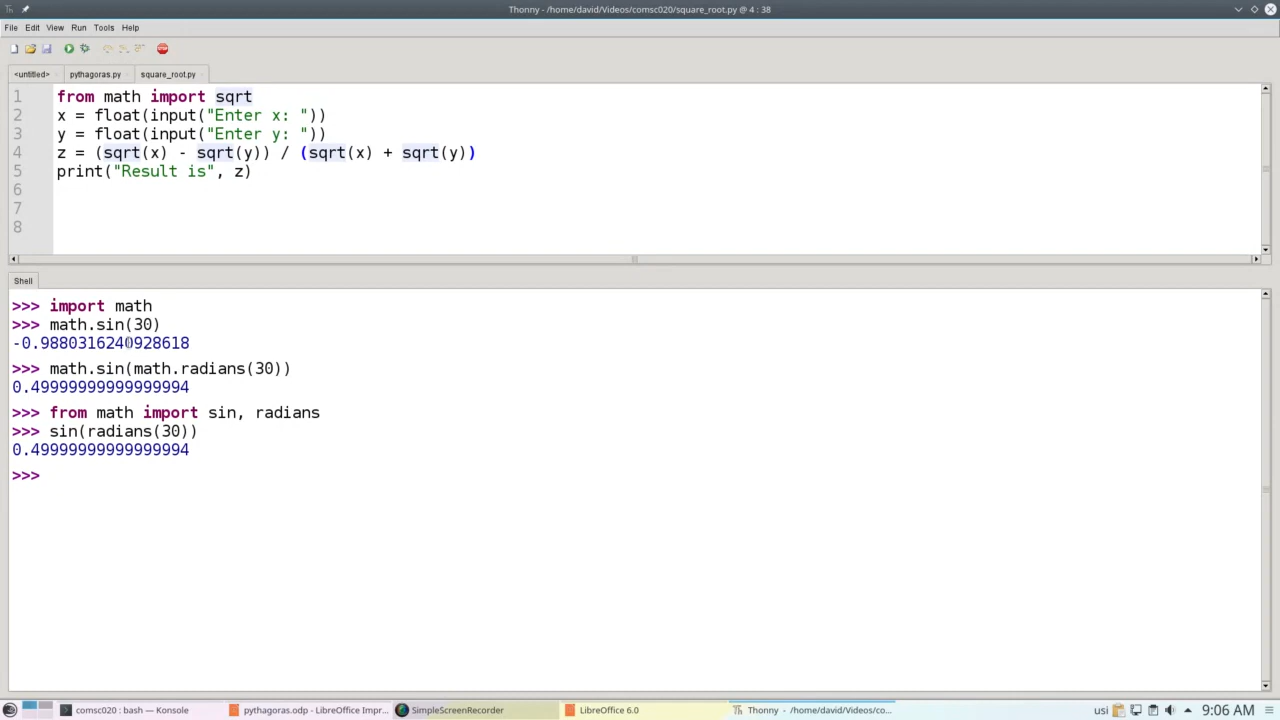 Thonny - /home/david/Videos/comsc020/square_root.py @ 4 : 38
File Edit View Run Tools Help
<untitled> pythagoras.py square_root.py
1 from math import sqrt
2 x = float(input("Enter x: "))
3 y = float(input("Enter y: "))
4 z = (sqrt(x) - sqrt(y)) / (sqrt(x) + sqrt(y))
5 print("Result is", z)
6
7
8
Shell
>>> import math
>>> math.sin(30)
-0.9880316240928618
>>> math.sin(math.radians(30))
0.49999999999999994
>>> from math import sin, radians
>>> sin(radians(30))
0.49999999999999994
>>>
comsc020 : bash — Konsole pythagoras.odp - LibreOffice Impr... SimpleScreenRecorder LibreOffice 6.0 Thonny - /home/david/Videos/co... usi 9:06 AM